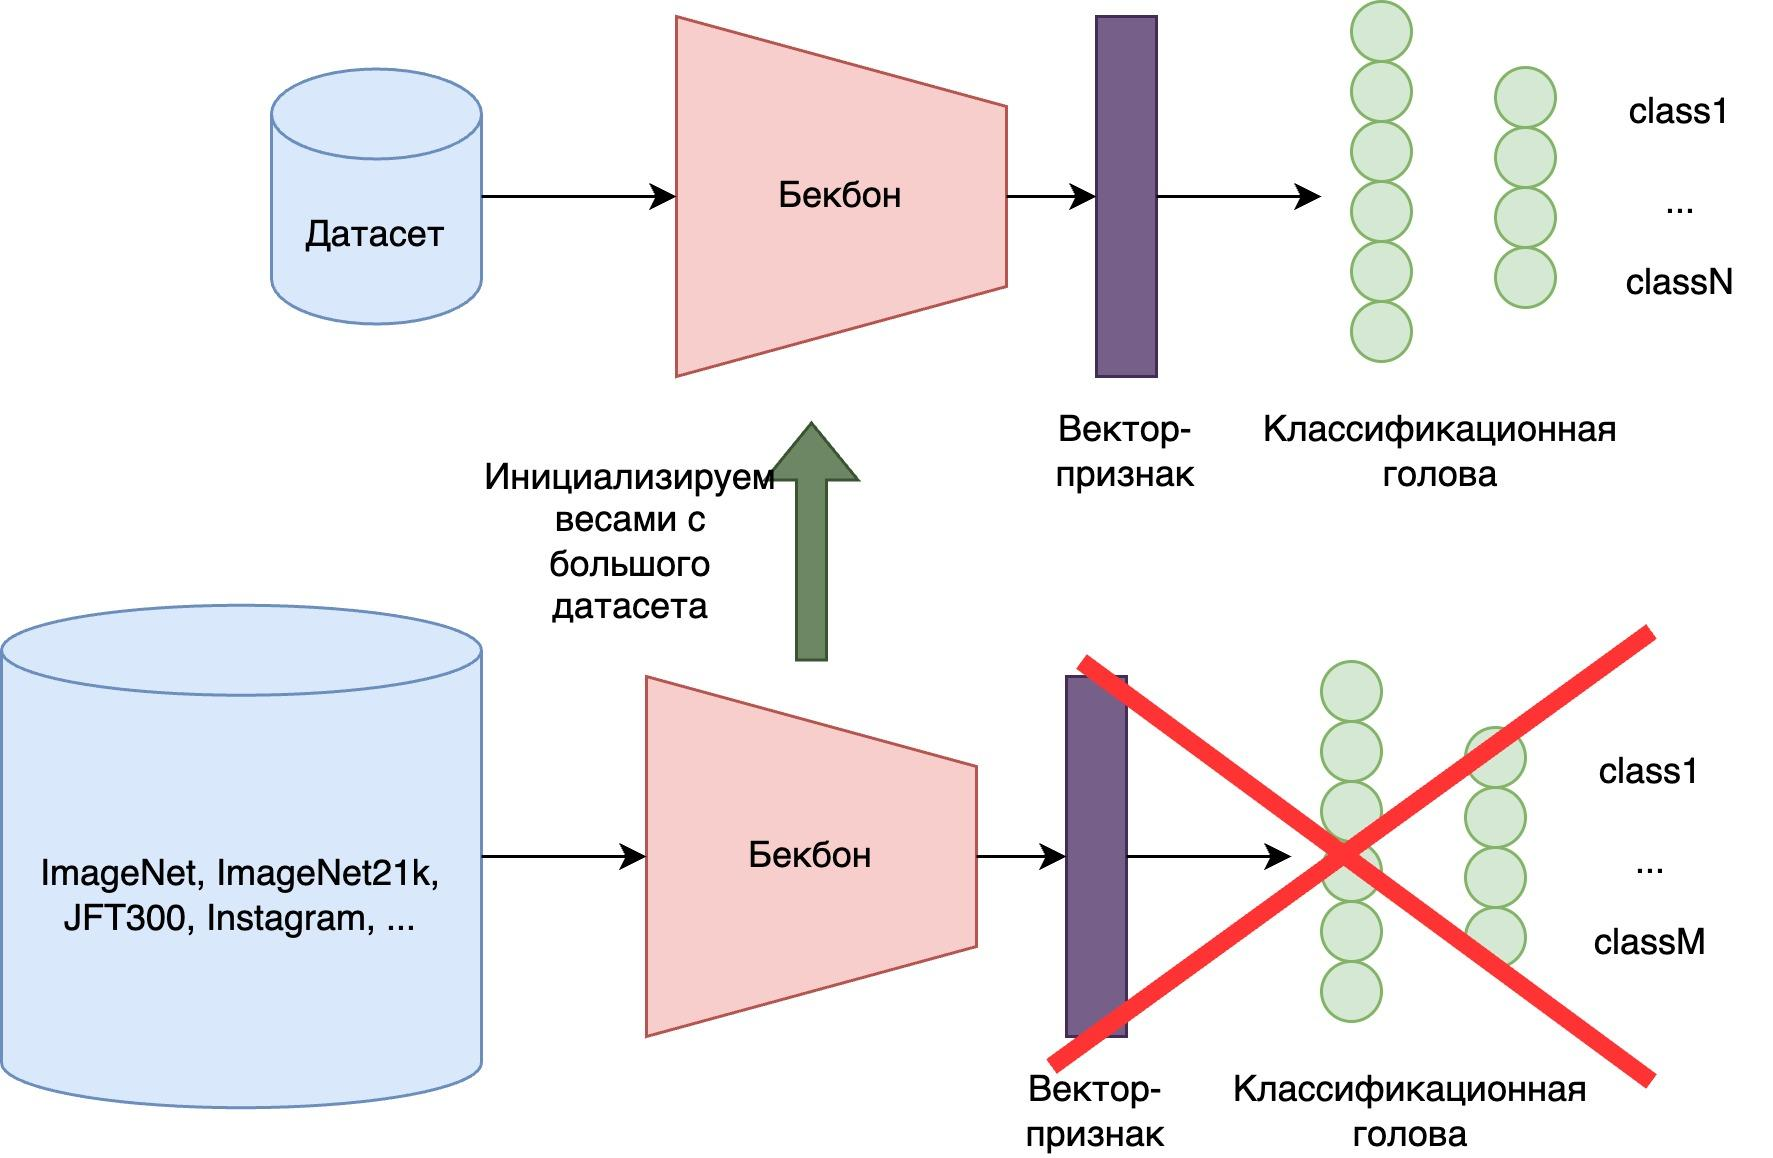 Датасет
Бекбон
class1
...
classN
Вектор-
признак
Классификационная
голова
Инициализируем
весами с
большого
датасета
ImageNet, ImageNet21k,
JFT300, Instagram, ...
Бекбон
class1
...
classM
Вектор-
признак
Классификационная
голова